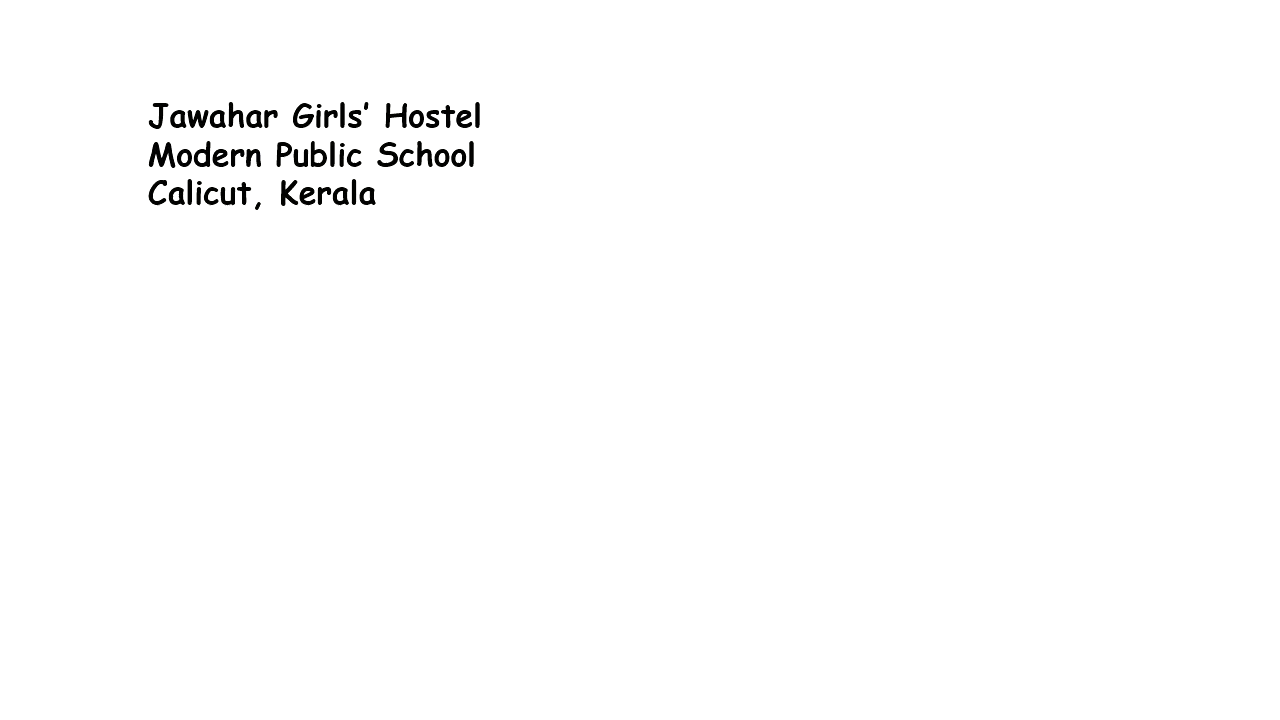 Jawahar Girls’ Hostel
Modern Public School
Calicut, Kerala